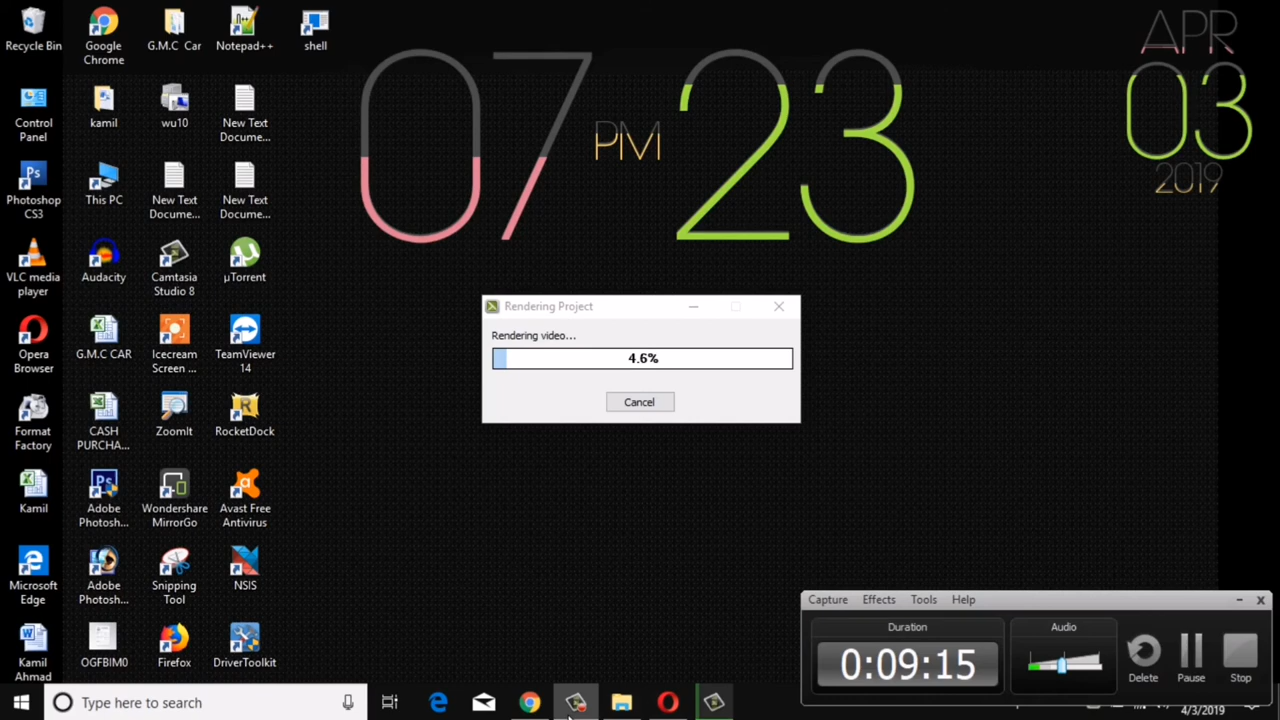 Recycle Bin
Google
Chrome
G.M.C Car
Notepad++
shell
07 PM 23
APR
03
2019
Control
Panel
kamil
wu10
New Text
Docume...
Photoshop
CS3
This PC
New Text
Docume...
New Text
Docume...
VLC media
player
Audacity
Camtasia
Studio 8
µTorrent
Opera
Browser
G.M.C CAR
Icecream
Screen ...
TeamViewer
14
Rendering Project
Rendering video...
4.6%
Cancel
Format
Factory
CASH
PURCHA...
ZoomIt
RocketDock
Kamil
Adobe
Photosh...
Wondershare
MirrorGo
Avast Free
Antivirus
Microsoft
Edge
Adobe
Photosh...
Snipping
Tool
NSIS
Kamil
Ahmad
OGFBIM0
Firefox
DriverToolkit
Capture Effects Tools Help
Duration
0:09:15
Audio
Delete
Pause
Stop
Type here to search
4/3/2019